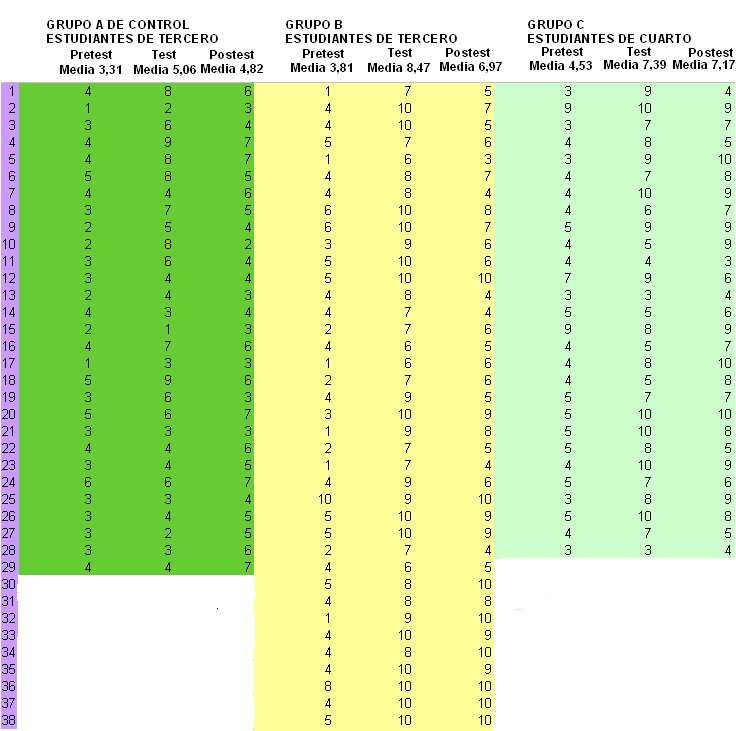 GRUPO A DE CONTROL GRUPO B GRUPO C
ESTUDIANTES DE TERCERO ESTUDIANTES DE TERCERO ESTUDIANTES DE CUARTO
Pretest Test Postest Pretest Test Postest Pretest Test Postest
Media 3,31 Media 5,06 Media 4,82 Media 3,81 Media 8,47 Media 6,97 Media 4,53 Media 7,39 Media 7,17
1 4 8 6 1 7 5 3 9 4
2 1 2 3 4 10 7 9 10 9
3 3 6 4 4 10 5 3 7 7
4 4 9 7 5 7 6 4 8 5
5 4 8 7 1 6 3 3 9 10
6 5 8 5 4 8 7 4 7 8
7 4 4 6 4 8 4 4 10 9
8 3 7 5 6 10 8 4 6 7
9 2 5 4 6 10 7 5 9 9
10 2 8 2 3 9 6 4 5 9
11 3 6 4 5 10 6 4 4 3
12 3 4 4 5 10 10 7 9 6
13 2 4 3 4 8 4 3 3 4
14 4 3 4 4 7 4 5 5 6
15 2 1 3 2 7 6 9 8 9
16 4 7 6 4 6 5 4 5 7
17 1 3 3 1 6 6 4 8 10
18 5 9 6 2 7 6 4 5 8
19 3 6 3 4 9 5 5 7 7
20 5 6 7 3 10 9 5 10 10
21 3 3 3 1 9 8 5 10 8
22 4 4 6 2 7 5 5 8 5
23 3 4 5 1 7 4 4 10 9
24 6 6 7 4 9 6 5 7 6
25 3 3 4 10 9 10 3 8 9
26 3 4 5 5 10 9 5 10 8
27 3 2 5 5 10 9 4 7 5
28 3 3 6 2 7 4 3 3 4
29 4 4 7 4 6 5
30 5 8 10
31 4 8 8
32 1 9 10
33 4 10 9
34 4 8 10
35 4 10 9
36 8 10 10
37 4 10 10
38 5 10 10